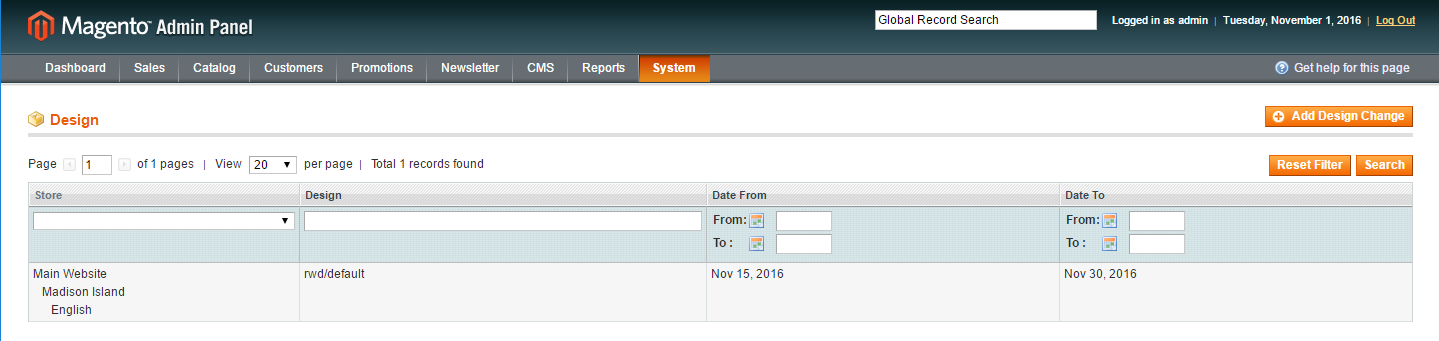 Magento™ Admin Panel
Global Record Search
Logged in as admin | Tuesday, November 1, 2016 | Log Out
Dashboard Sales Catalog Customers Promotions Newsletter CMS Reports System
Get help for this page
Design
Add Design Change
Page 1 of 1 pages | View 20 per page | Total 1 records found
Reset Filter Search
Store Design Date From Date To
From: From:
To : To :
Main Website rwd/default Nov 15, 2016 Nov 30, 2016
Madison Island
English